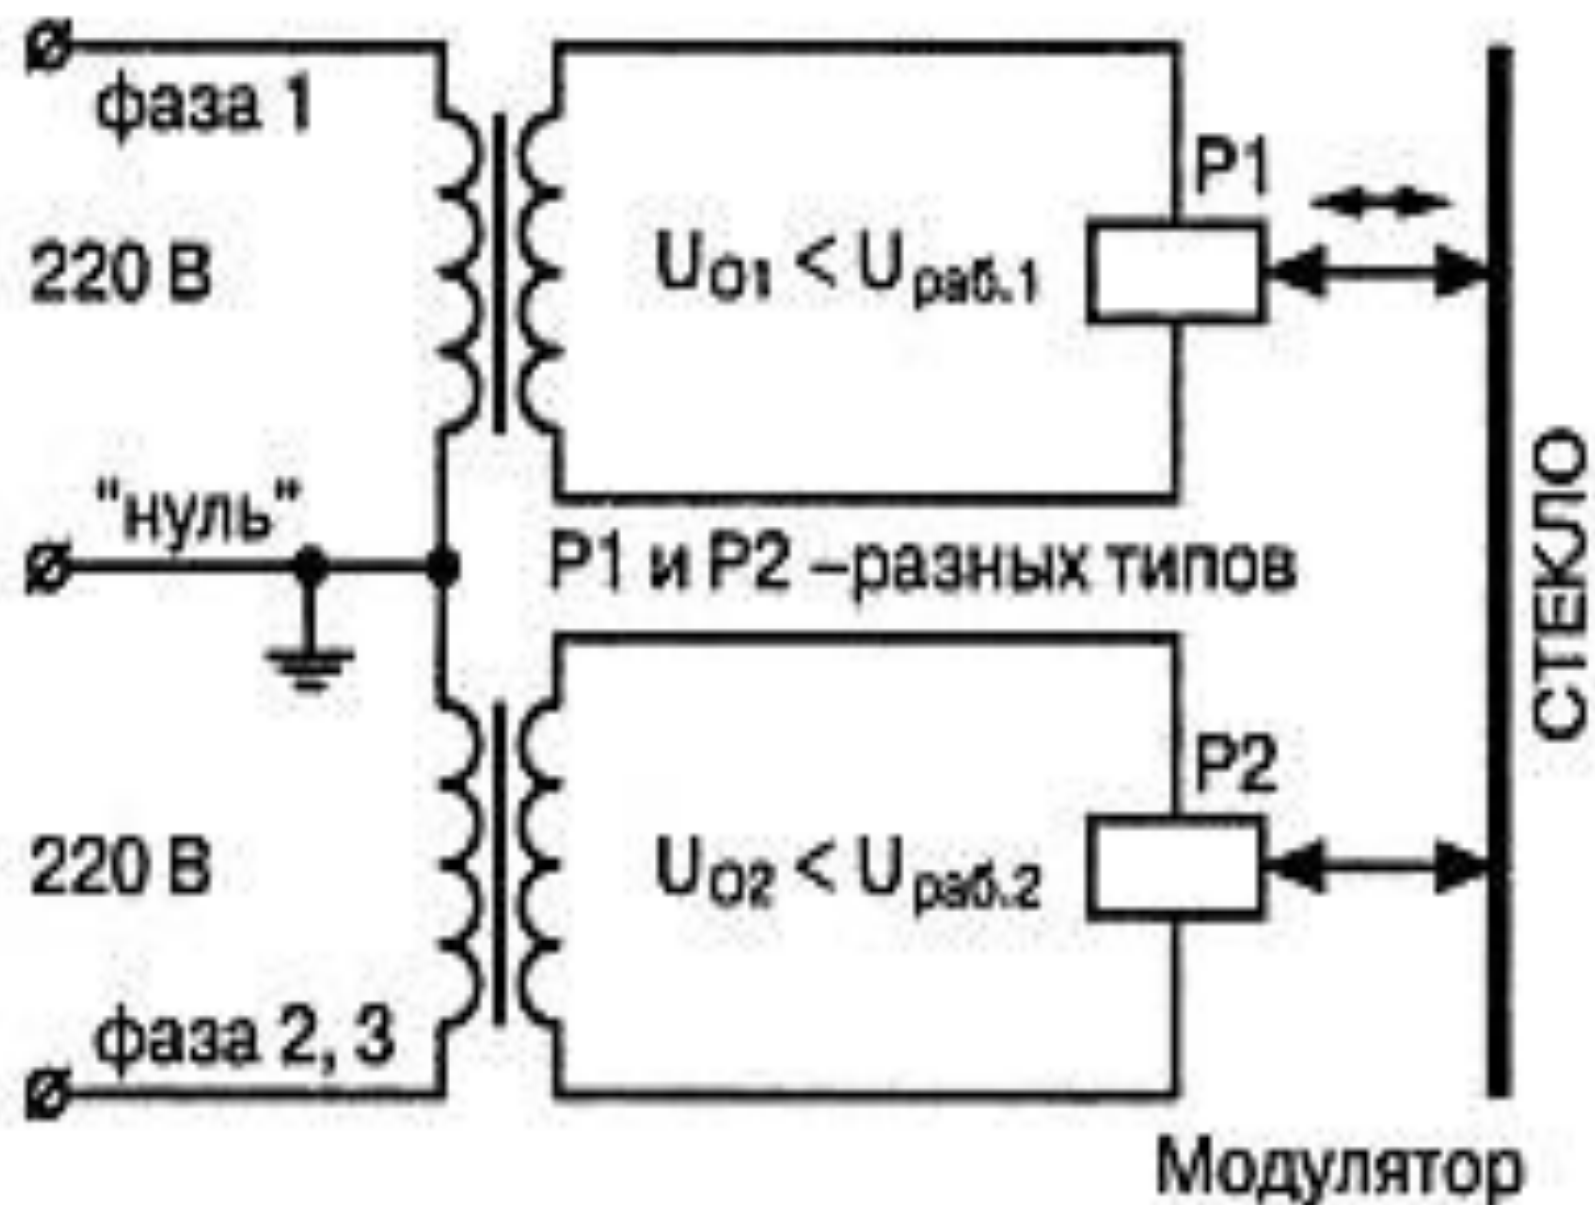 фаза 1
P1
220 В
U₀₁ < Uраб.1
"нуль"
P1 и P2 –разных типов
СТЕКЛО
P2
220 В
U₀₂ < Uраб.2
фаза 2, 3
Модулятор